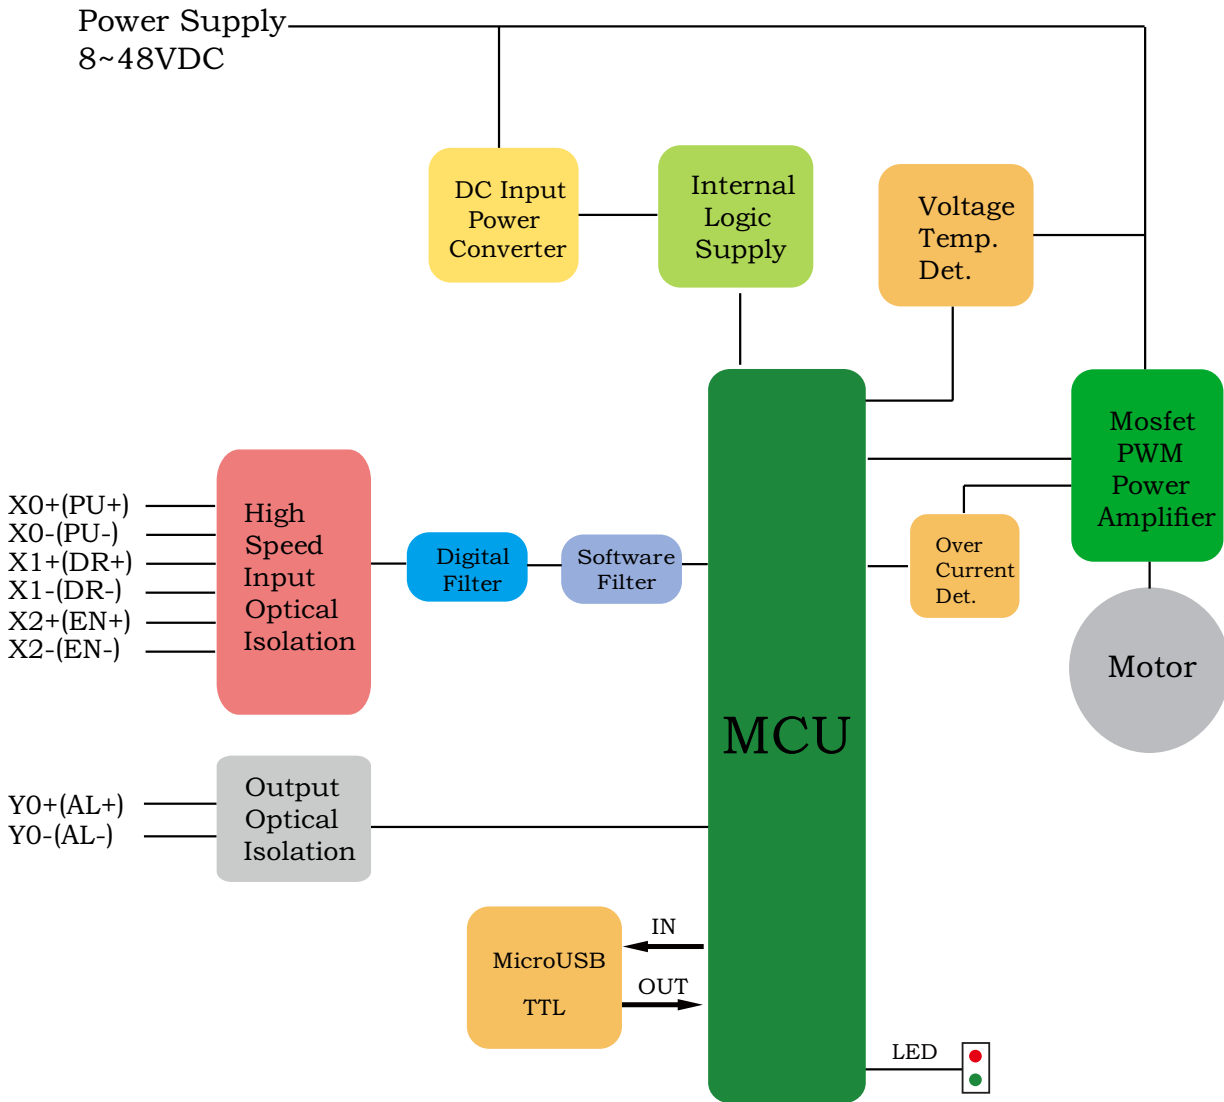 Power Supply
8~48VDC
DC Input
Power
Converter
Internal
Logic
Supply
Voltage
Temp.
Det.
Mosfet
PWM
Power
Amplifier
X0+(PU+)
X0-(PU-)
X1+(DR+)
X1-(DR-)
X2+(EN+)
X2-(EN-)
High
Speed
Input
Optical
Isolation
Digital
Filter
Software
Filter
Over
Current
Det.
Motor
MCU
Y0+(AL+)
Y0-(AL-)
Output
Optical
Isolation
MicroUSB
TTL
IN
OUT
LED